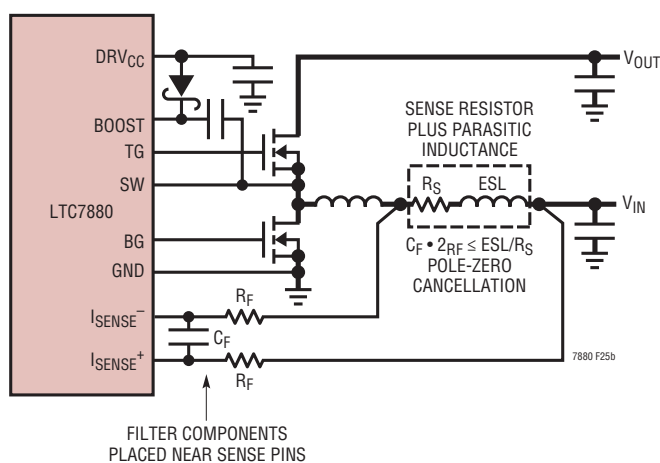 DRVCC
BOOST
TG
SW
LTC7880
BG
GND
ISENSE–
ISENSE+
VOUT
SENSE RESISTOR
PLUS PARASITIC
INDUCTANCE
RS
ESL
VIN
CF • 2RF ≤ ESL/RS
POLE-ZERO
CANCELLATION
RF
CF
RF
7880 F25b
FILTER COMPONENTS
PLACED NEAR SENSE PINS